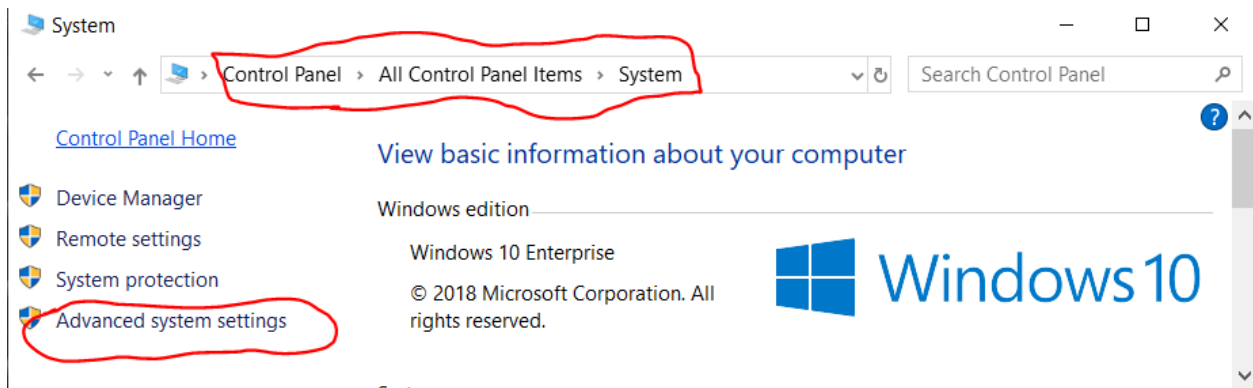 System
Control Panel > All Control Panel Items > System
Search Control Panel
?
Control Panel Home
Device Manager
Remote settings
System protection
Advanced system settings
View basic information about your computer
Windows edition
Windows 10 Enterprise
© 2018 Microsoft Corporation. All
rights reserved.
Windows 10